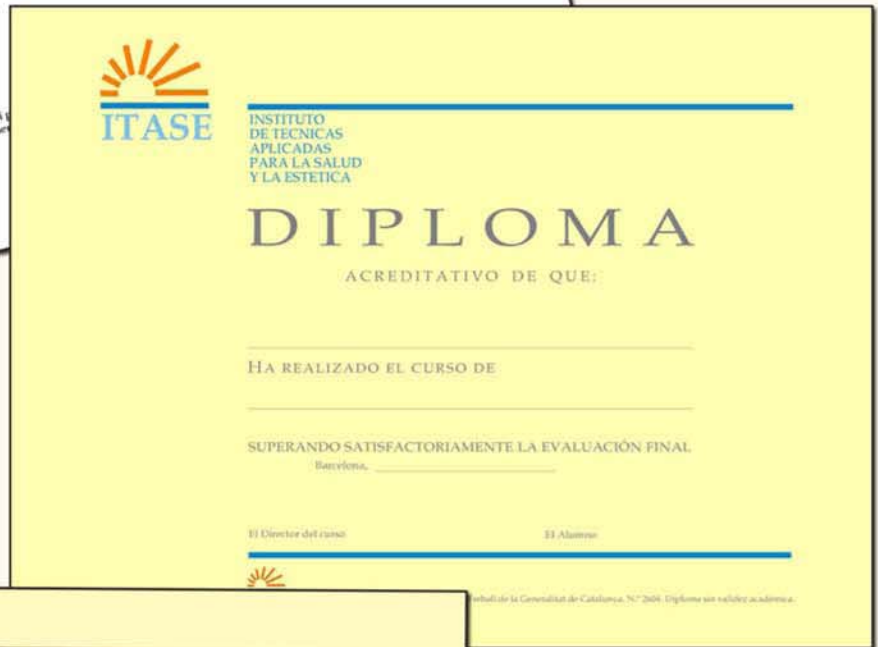 ITASE
INSTITUTO
DE TECNICAS
APLICADAS
PARA LA SALUD
Y LA ESTETICA
DIPLOMA
ACREDITATIVO DE QUE:
HA REALIZADO EL CURSO DE
SUPERANDO SATISFACTORIAMENTE LA EVALUACIÓN FINAL
Barcelona,
El Director del curso
El Alumno
de la Generalitat de Catalunya. N.º 2604. Diploma sin validez académica.